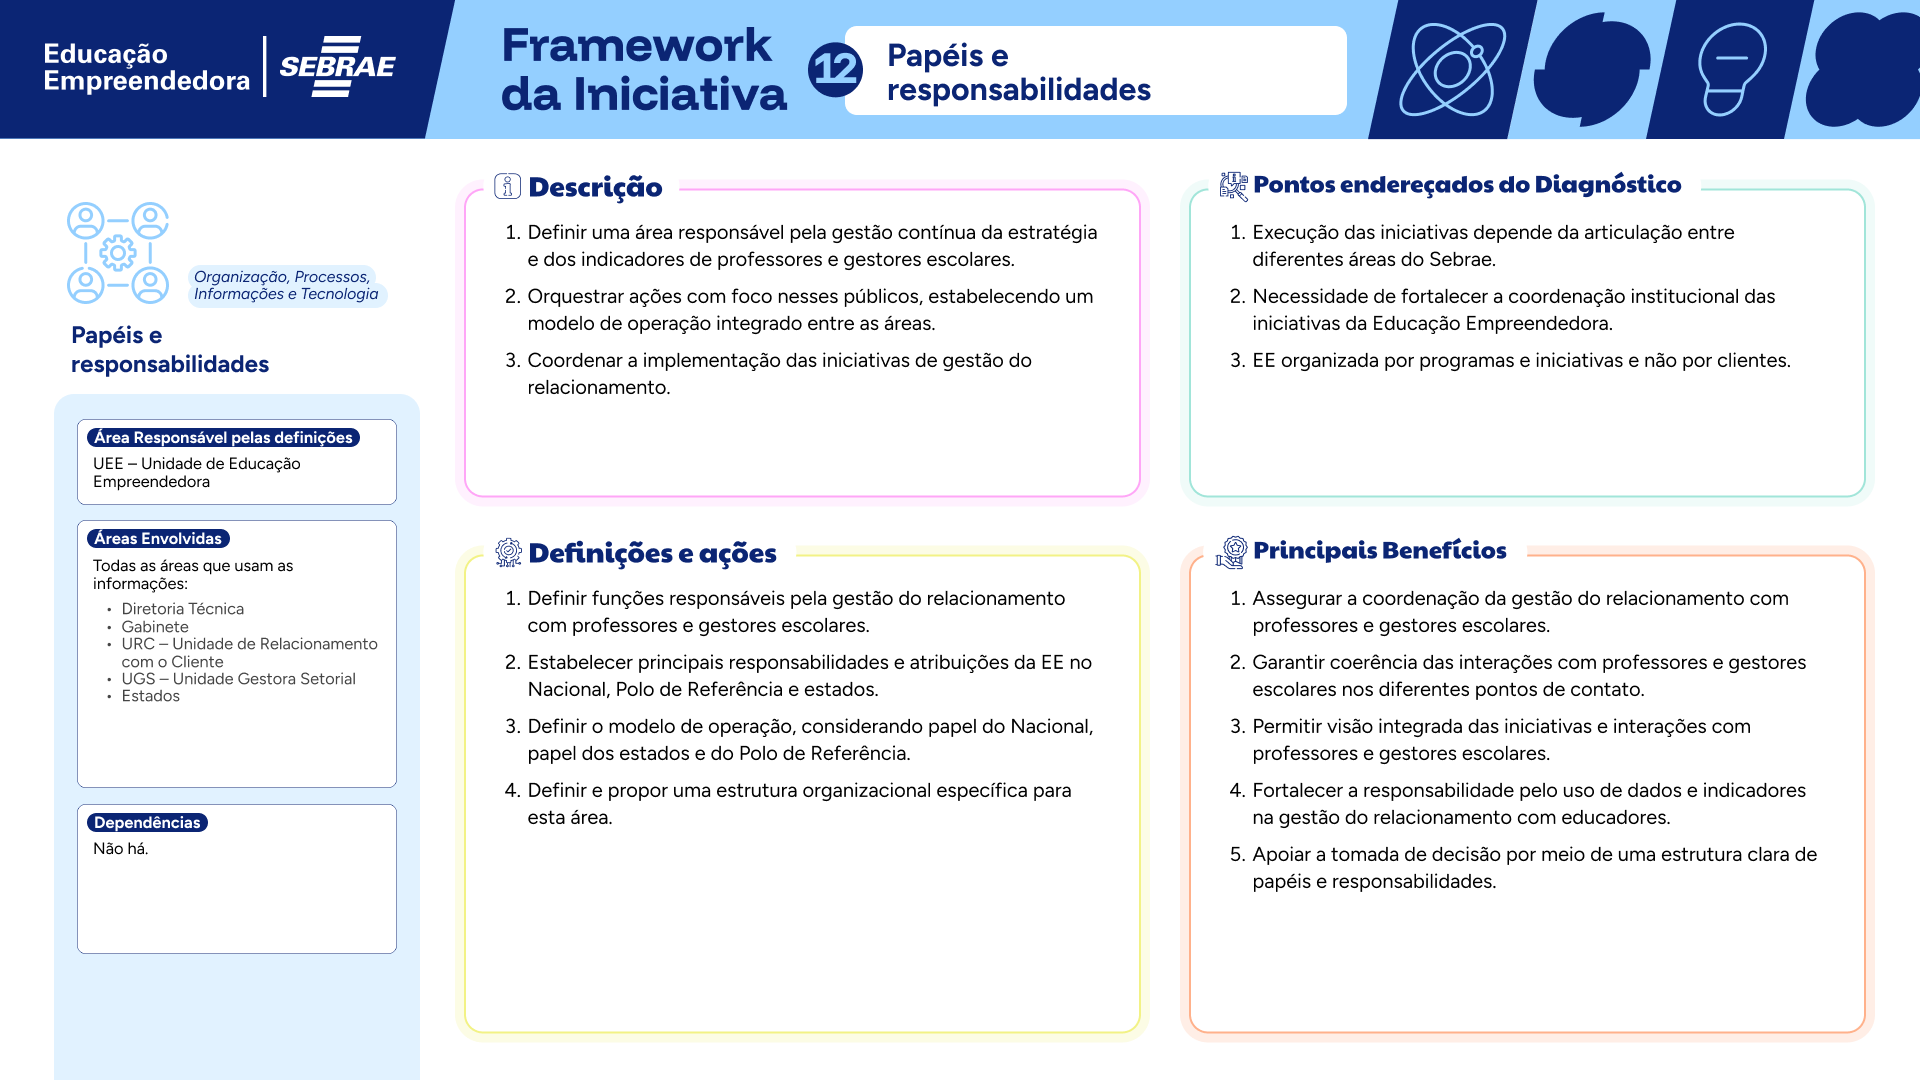 Educação
Empreendedora
SEBRAE
Framework
da Iniciativa
12
Papéis e
responsabilidades
Organização, Processos,
Informações e Tecnologia
Papéis e
responsabilidades
Área Responsável pelas definições
UEE – Unidade de Educação
Empreendedora
Áreas Envolvidas
Todas as áreas que usam as
informações:
• Diretoria Técnica
• Gabinete
• URC – Unidade de Relacionamento
com o Cliente
• UGS – Unidade Gestora Setorial
• Estados
Dependências
Não há.
Descrição
1. Definir uma área responsável pela gestão contínua da estratégia
e dos indicadores de professores e gestores escolares.
2. Orquestrar ações com foco nesses públicos, estabelecendo um
modelo de operação integrado entre as áreas.
3. Coordenar a implementação das iniciativas de gestão do
relacionamento.
Pontos endereçados do Diagnóstico
1. Execução das iniciativas depende da articulação entre
diferentes áreas do Sebrae.
2. Necessidade de fortalecer a coordenação institucional das
iniciativas da Educação Empreendedora.
3. EE organizada por programas e iniciativas e não por clientes.
Definições e ações
1. Definir funções responsáveis pela gestão do relacionamento
com professores e gestores escolares.
2. Estabelecer principais responsabilidades e atribuições da EE no
Nacional, Polo de Referência e estados.
3. Definir o modelo de operação, considerando papel do Nacional,
papel dos estados e do Polo de Referência.
4. Definir e propor uma estrutura organizacional específica para
esta área.
Principais Benefícios
1. Assegurar a coordenação da gestão do relacionamento com
professores e gestores escolares.
2. Garantir coerência das interações com professores e gestores
escolares nos diferentes pontos de contato.
3. Permitir visão integrada das iniciativas e interações com
professores e gestores escolares.
4. Fortalecer a responsabilidade pelo uso de dados e indicadores
na gestão do relacionamento com educadores.
5. Apoiar a tomada de decisão por meio de uma estrutura clara de
papéis e responsabilidades.